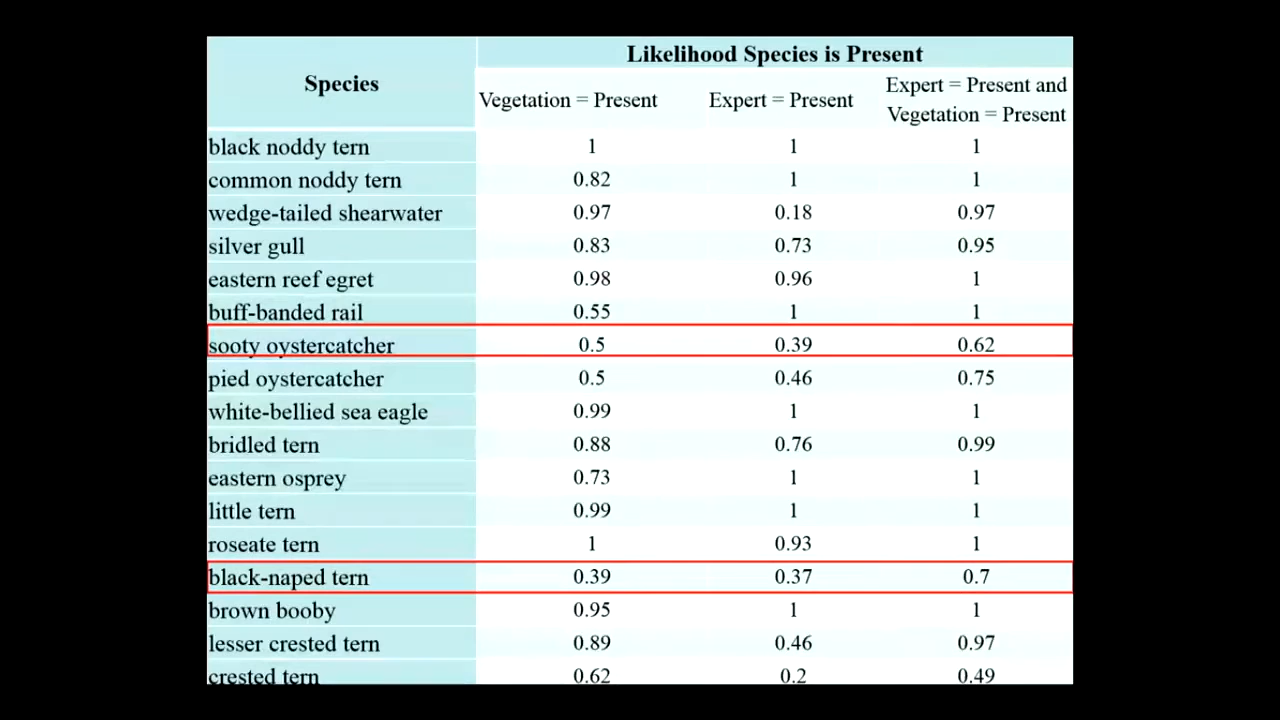 Species Likelihood Species is Present
Vegetation = Present Expert = Present Expert = Present and Vegetation = Present
black noddy tern 1 1 1
common noddy tern 0.82 1 1
wedge-tailed shearwater 0.97 0.18 0.97
silver gull 0.83 0.73 0.95
eastern reef egret 0.98 0.96 1
buff-banded rail 0.55 1 1
sooty oystercatcher 0.5 0.39 0.62
pied oystercatcher 0.5 0.46 0.75
white-bellied sea eagle 0.99 1 1
bridled tern 0.88 0.76 0.99
eastern osprey 0.73 1 1
little tern 0.99 1 1
roseate tern 1 0.93 1
black-naped tern 0.39 0.37 0.7
brown booby 0.95 1 1
lesser crested tern 0.89 0.46 0.97
crested tern 0.62 0.2 0.49